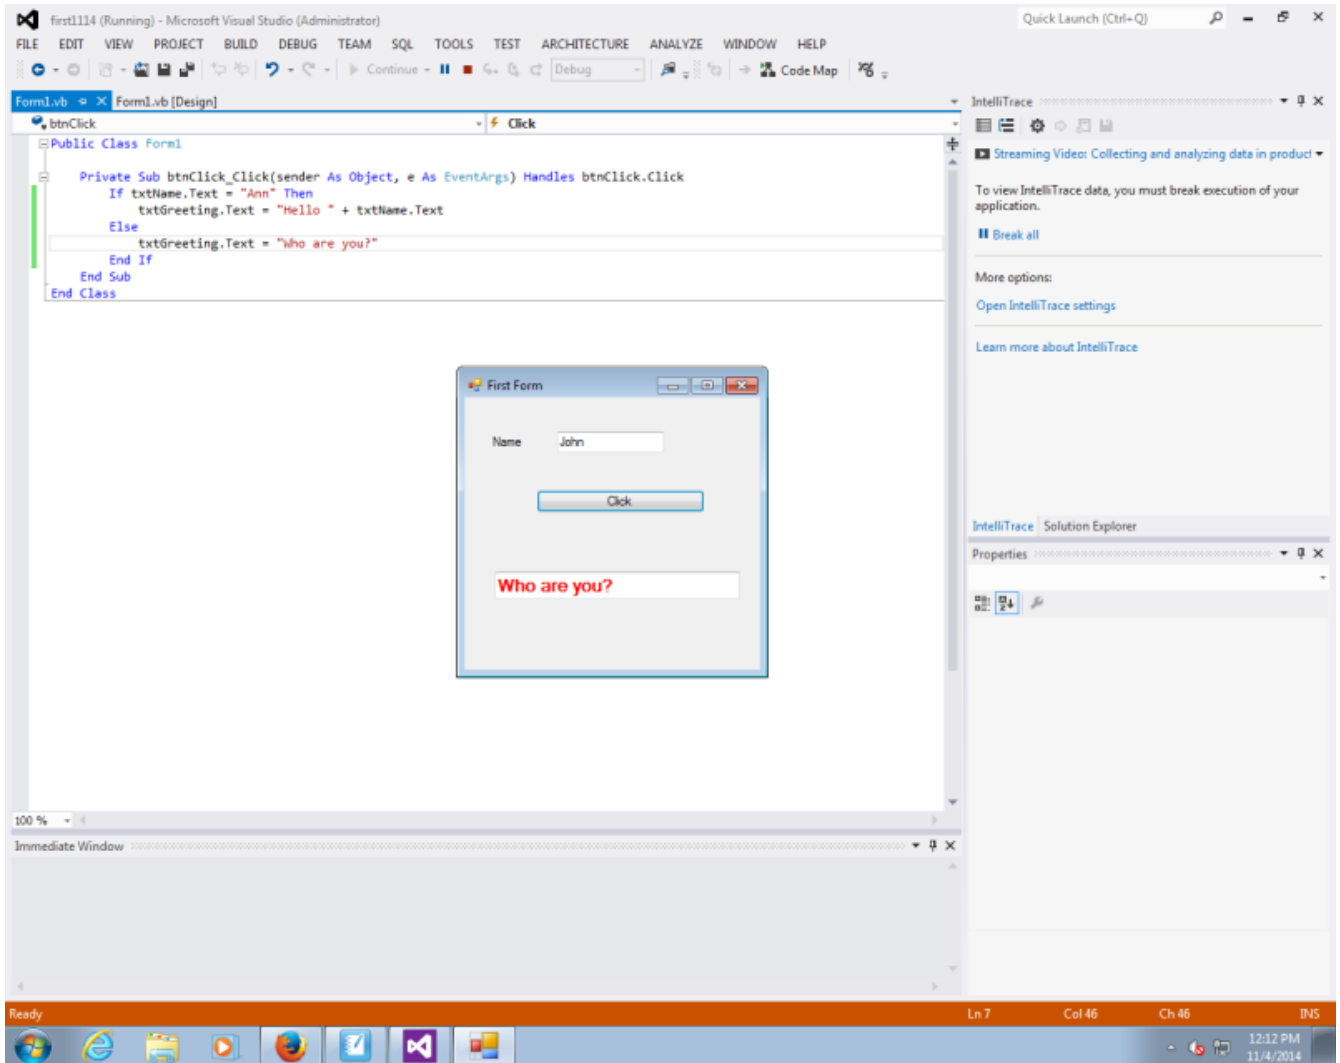 first1114 (Running) - Microsoft Visual Studio (Administrator)
Quick Launch (Ctrl+Q)
FILE EDIT VIEW PROJECT BUILD DEBUG TEAM SQL TOOLS TEST ARCHITECTURE ANALYZE WINDOW HELP
Continue Debug Code Map
Form1.vb Form1.vb [Design]
btnClick Click
Public Class Form1
Private Sub btnClick_Click(sender As Object, e As EventArgs) Handles btnClick.Click
If txtName.Text = "Ann" Then
txtGreeting.Text = "Hello " + txtName.Text
Else
txtGreeting.Text = "Who are you?"
End If
End Sub
End Class
First Form
Name John
Click
Who are you?
100 %
Immediate Window
IntelliTrace
Streaming Video: Collecting and analyzing data in product
To view IntelliTrace data, you must break execution of your
application.
Break all
More options:
Open IntelliTrace settings
Learn more about IntelliTrace
IntelliTrace Solution Explorer
Properties
Ready Ln 7 Col 46 Ch 46 INS
12:12 PM
11/4/2014